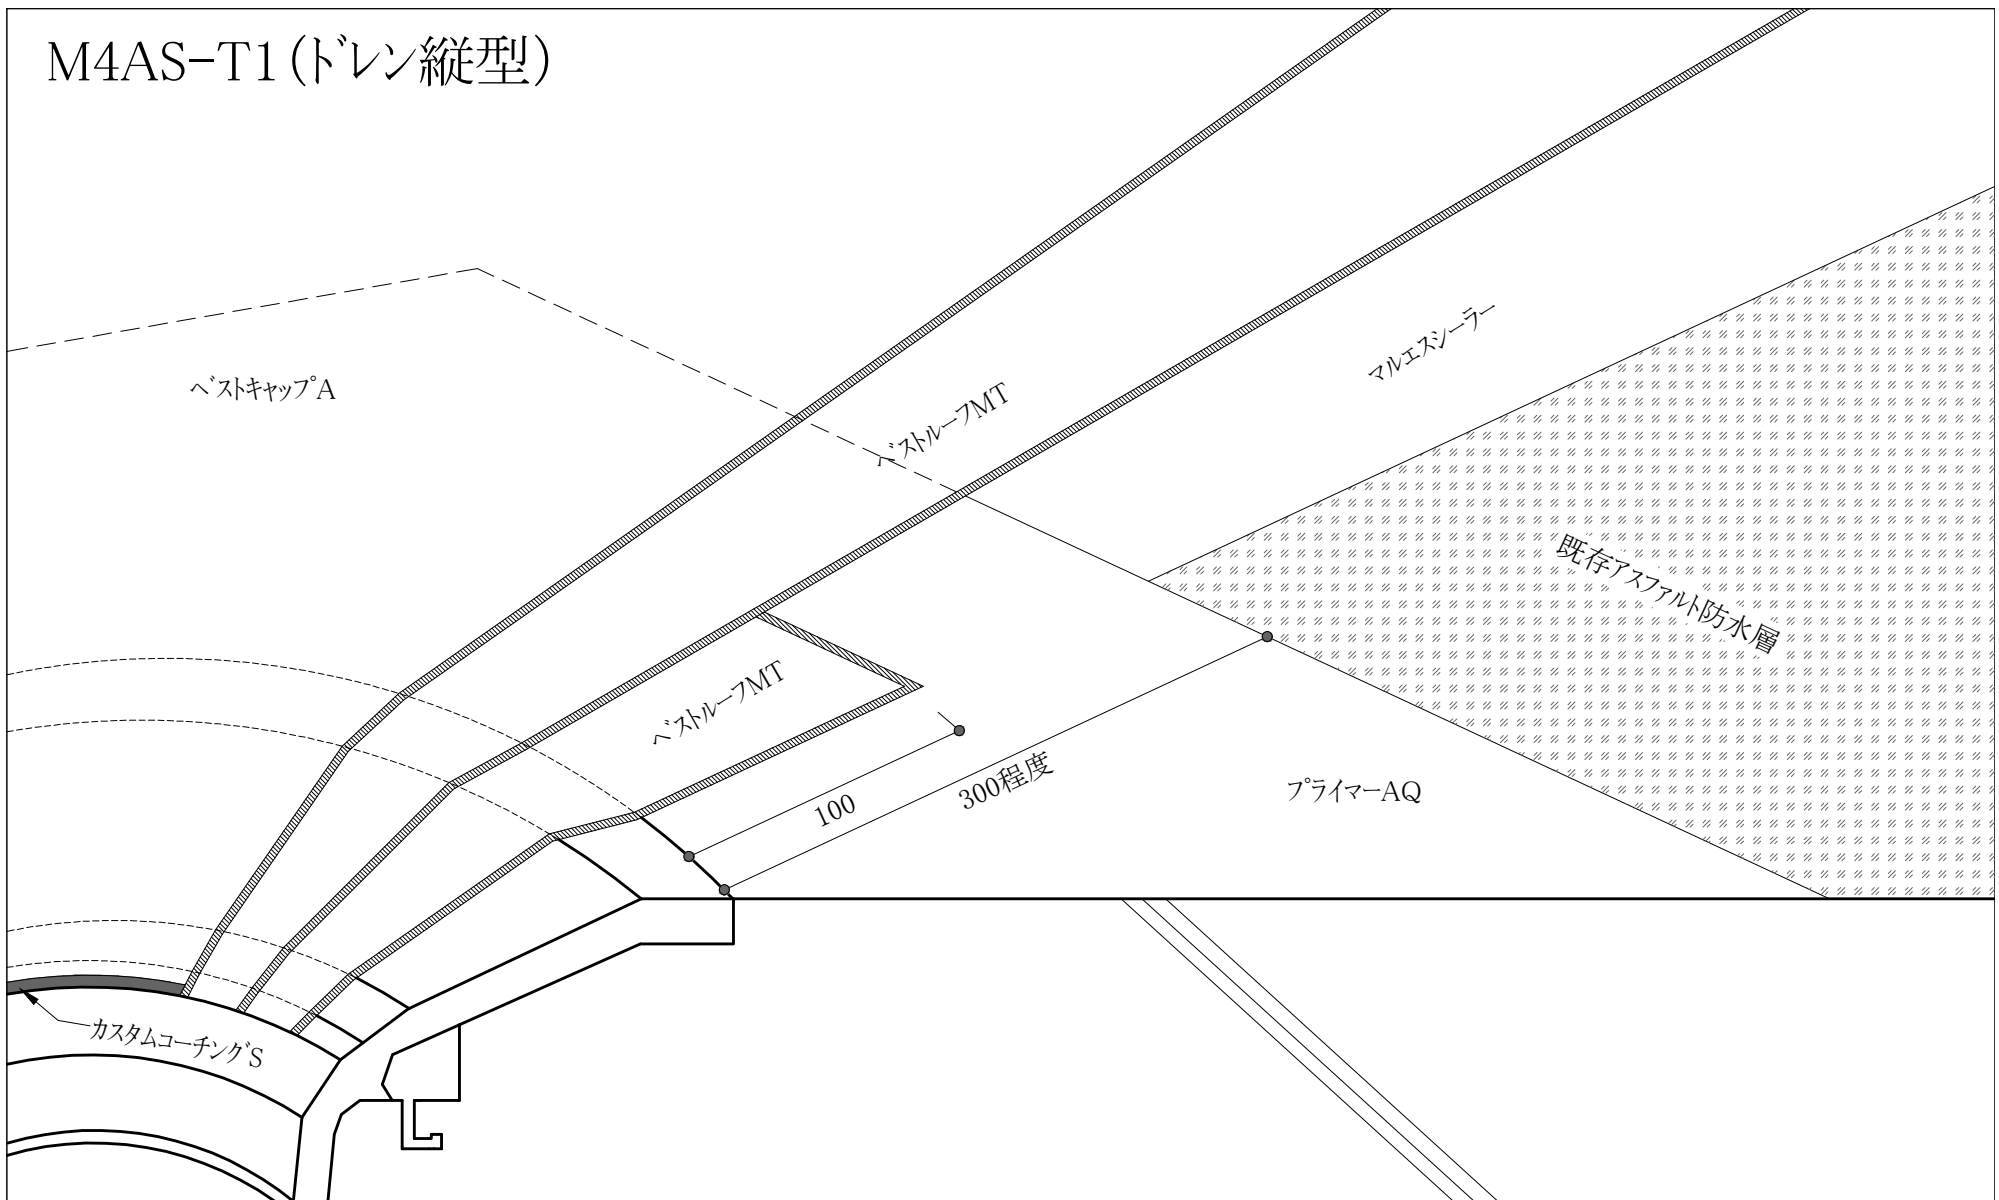 M4AS-T1(ドレン縦型)
マルエスシーラー
ベストキャップA
ベストルーフMT
既存アスファルト防水層
ベストルーフMT
300程度
プライマーAQ
100
カスタムコーチングS